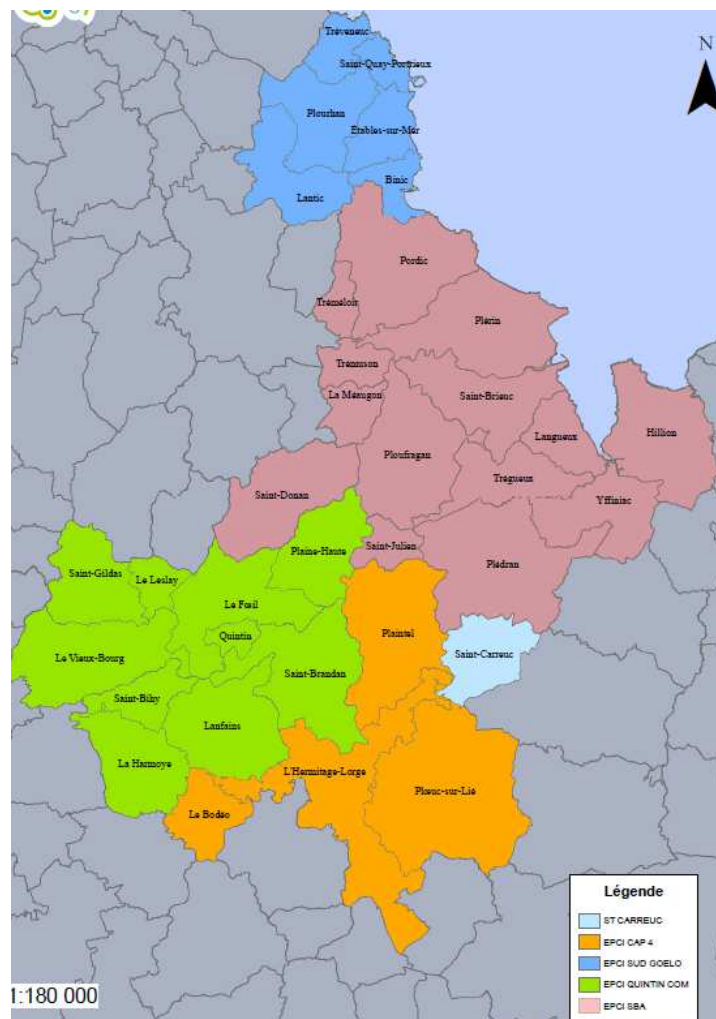 Tréveneuc
N
Saint-Quay-Portrieux
Plourhan
Etables-sur-Mer
Binic
Lantic
Pordic
Tréméloir
Plérin
Trémuson
La Méaugon
Saint-Brieuc
Langueux
Hillion
Ploufragan
Trégueux
Saint-Donan
Yffiniac
Saint-Julien
Plaine-Haute
Plédran
Saint-Gildas
Le Leslay
Le Fœil
Quintin
Plaintel
Saint-Carreuc
Le Vieux-Bourg
Saint-Brandan
Saint-Bihy
Lanfains
La Harmoye
L'Hermitage-Lorge
Plœuc-sur-Lié
Le Bodéo
Légende
ST CARREUC
EPCI CAP 4
EPCI SUD GOELO
EPCI QUINTIN COM
EPCI SBA
1:180 000